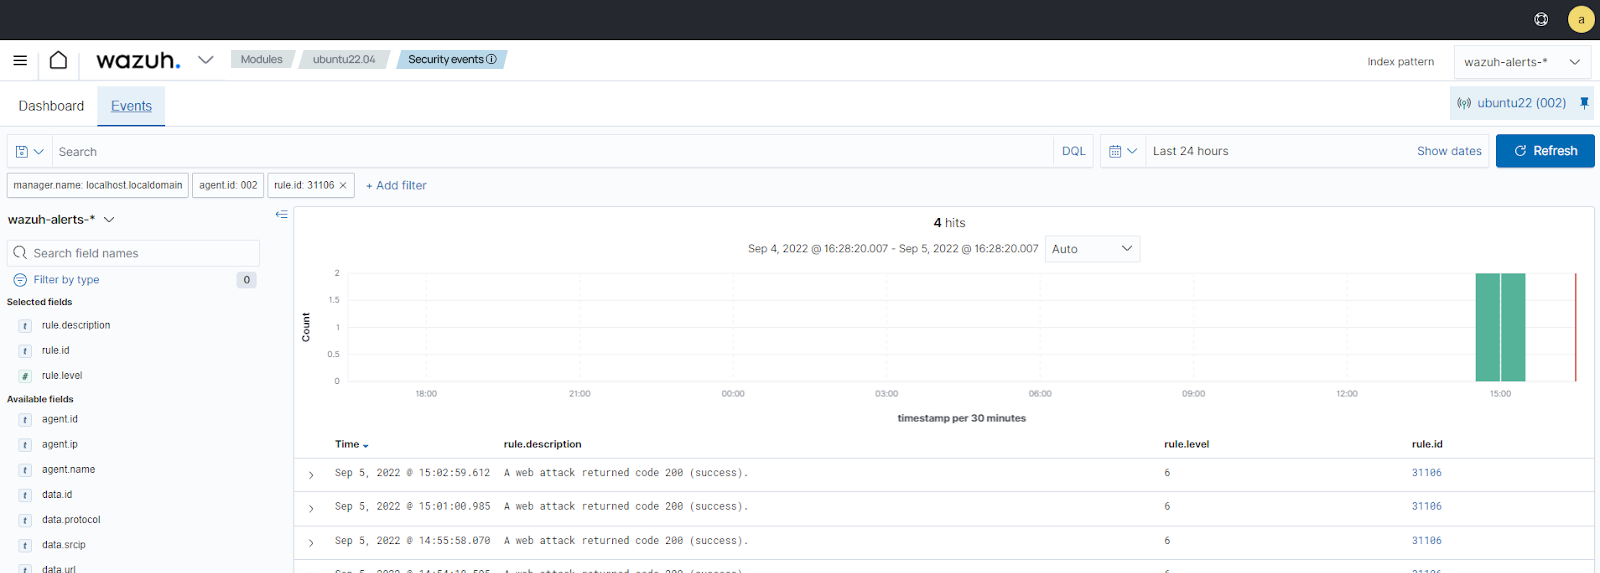 a
wazuh.
Modules
ubuntu22.04
Security events
Index pattern
wazuh-alerts-*
Dashboard
Events
ubuntu22 (002)
Search
DQL
Last 24 hours
Show dates
Refresh
manager.name: localhost.localdomain
agent.id: 002
rule.id: 31106
+ Add filter
wazuh-alerts-*
Search field names
Filter by type
0
Selected fields
t rule.description
t rule.id
# rule.level
Available fields
t agent.id
t agent.ip
t agent.name
t data.id
t data.protocol
t data.srcip
data.url
4 hits
Sep 4, 2022 @ 16:28:20.007 - Sep 5, 2022 @ 16:28:20.007
Auto
Count
2
1.5
1
0.5
0
18:00 21:00 00:00 03:00 06:00 09:00 12:00 15:00
timestamp per 30 minutes
Time rule.description rule.level rule.id
Sep 5, 2022 @ 15:02:59.612 A web attack returned code 200 (success). 6 31106
Sep 5, 2022 @ 15:01:00.985 A web attack returned code 200 (success). 6 31106
Sep 5, 2022 @ 14:55:58.070 A web attack returned code 200 (success). 6 31106
A web attack returned code 200 (success). 6 31106